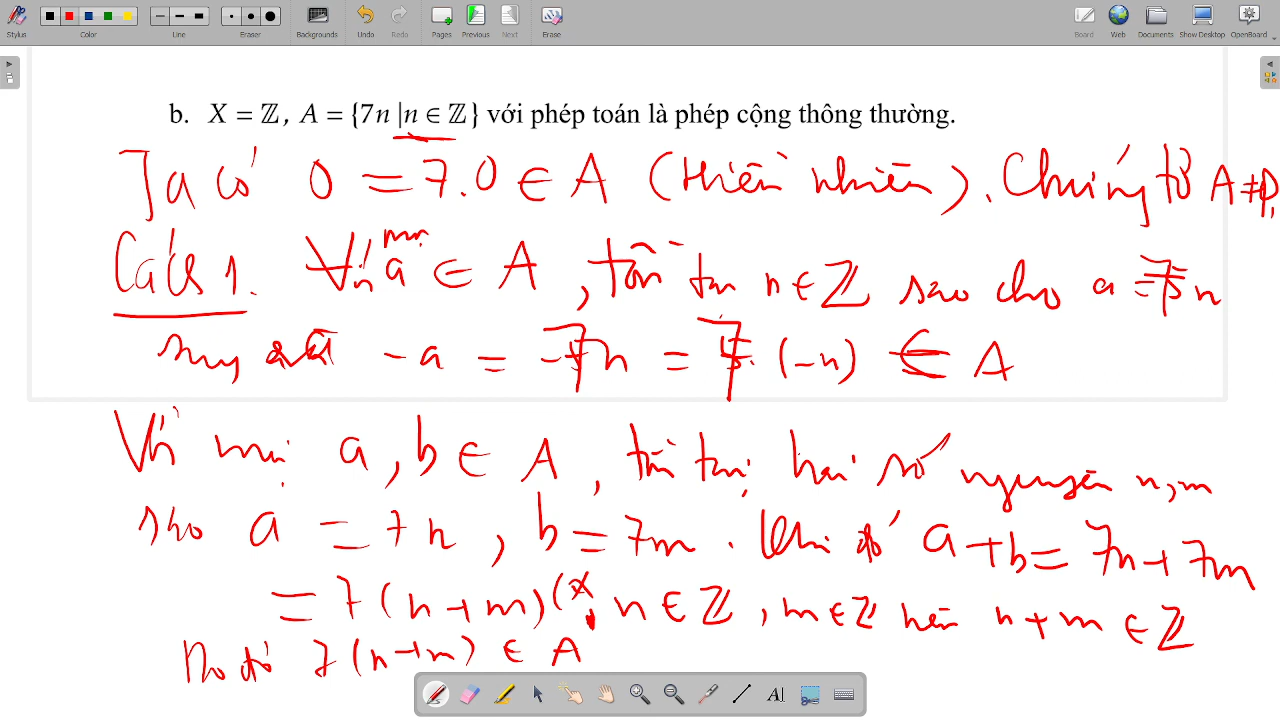 Stylus Color Line Eraser Backgrounds Undo Redo Pages Previous Next Erase Board Web Documents Show Desktop OpenBoard
b. X = ℤ, A = {7n |n ∈ ℤ} với phép toán là phép cộng thông thường.
Ta có 0 = 7.0 ∈ A (Hiển nhiên). Chứng tỏ A ≠ ∅,
Cách 1. Với mọi a ∈ A, tồn tại n ∈ ℤ sao cho a = 7n
suy ra -a = -7n = 7.(-n) ∈ A
Với mọi a, b ∈ A, tồn tại hai số nguyên n, m
sao a = 7n, b = 7m. Khi đó a + b = 7n + 7m
= 7(n+m) ( n ∈ ℤ, m ∈ ℤ nên n + m ∈ ℤ
Do đó 7(n+m) ∈ A